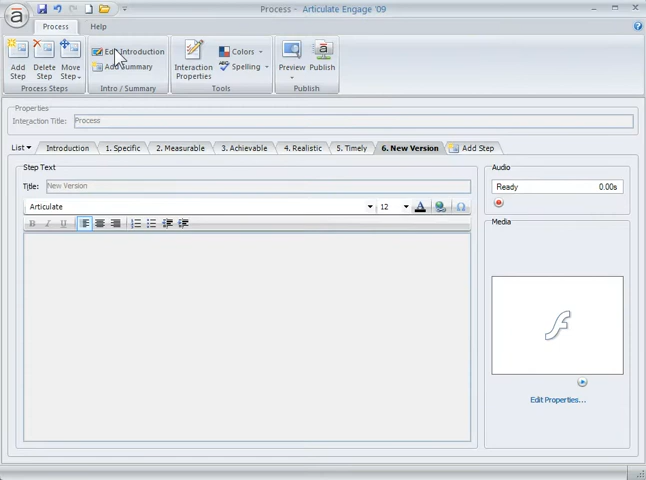 Process - Articulate Engage '09
Process Help
Add Step
Delete Step
Move Step
Process Steps
Edit Introduction
Add Summary
Intro / Summary
Interaction Properties
Colors
Spelling
Tools
Preview
Publish
Publish
Properties
Interaction Title: Process
List Introduction 1. Specific 2. Measurable 3. Achievable 4. Realistic 5. Timely 6. New Version Add Step
Step Text
Title: New Version
Articulate 12 A Ω
B I U
Audio
Ready 0.00s
Media
Edit Properties...